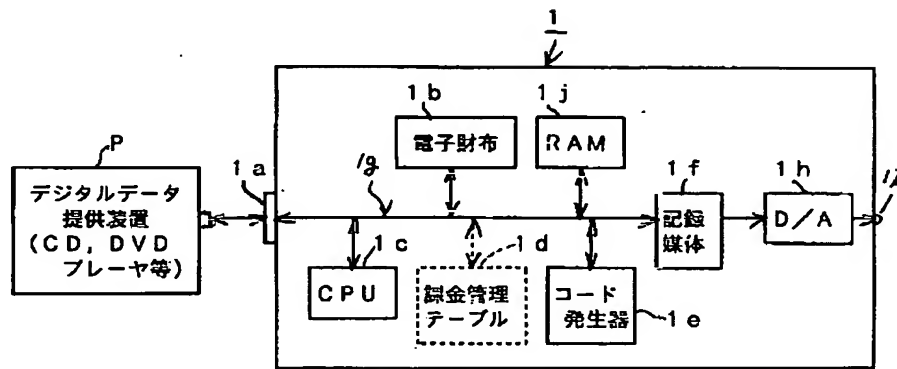 1
P
デジタルデータ
提供装置
(CD, DVD
プレーヤ等)
1a
1b
電子財布
1j
RAM
1g
1f
記録
媒体
1h
D/A
1i
1c
CPU
1d
課金管理
テーブル
コード
発生器
1e